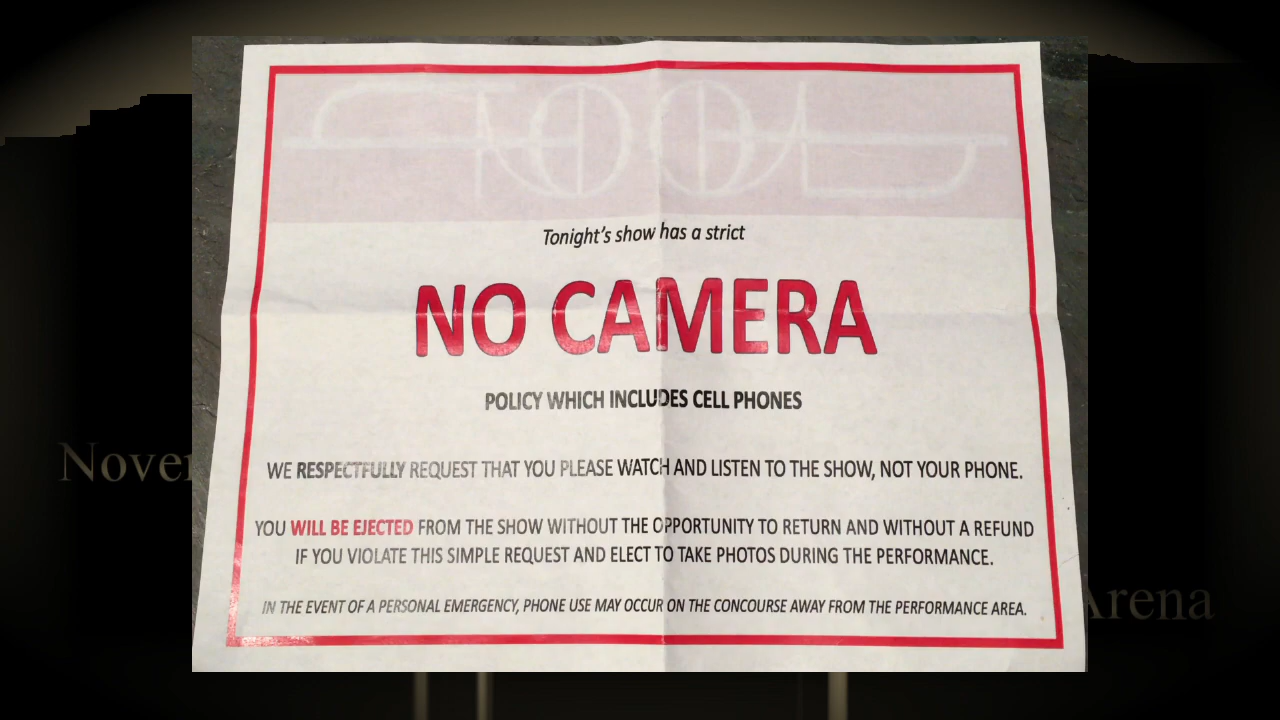 TOOL
Tonight's show has a strict
NO CAMERA
POLICY WHICH INCLUDES CELL PHONES
WE RESPECTFULLY REQUEST THAT YOU PLEASE WATCH AND LISTEN TO THE SHOW, NOT YOUR PHONE.
YOU WILL BE EJECTED FROM THE SHOW WITHOUT THE OPPORTUNITY TO RETURN AND WITHOUT A REFUND
IF YOU VIOLATE THIS SIMPLE REQUEST AND ELECT TO TAKE PHOTOS DURING THE PERFORMANCE.
IN THE EVENT OF A PERSONAL EMERGENCY, PHONE USE MAY OCCUR ON THE CONCOURSE AWAY FROM THE PERFORMANCE AREA.
Arena